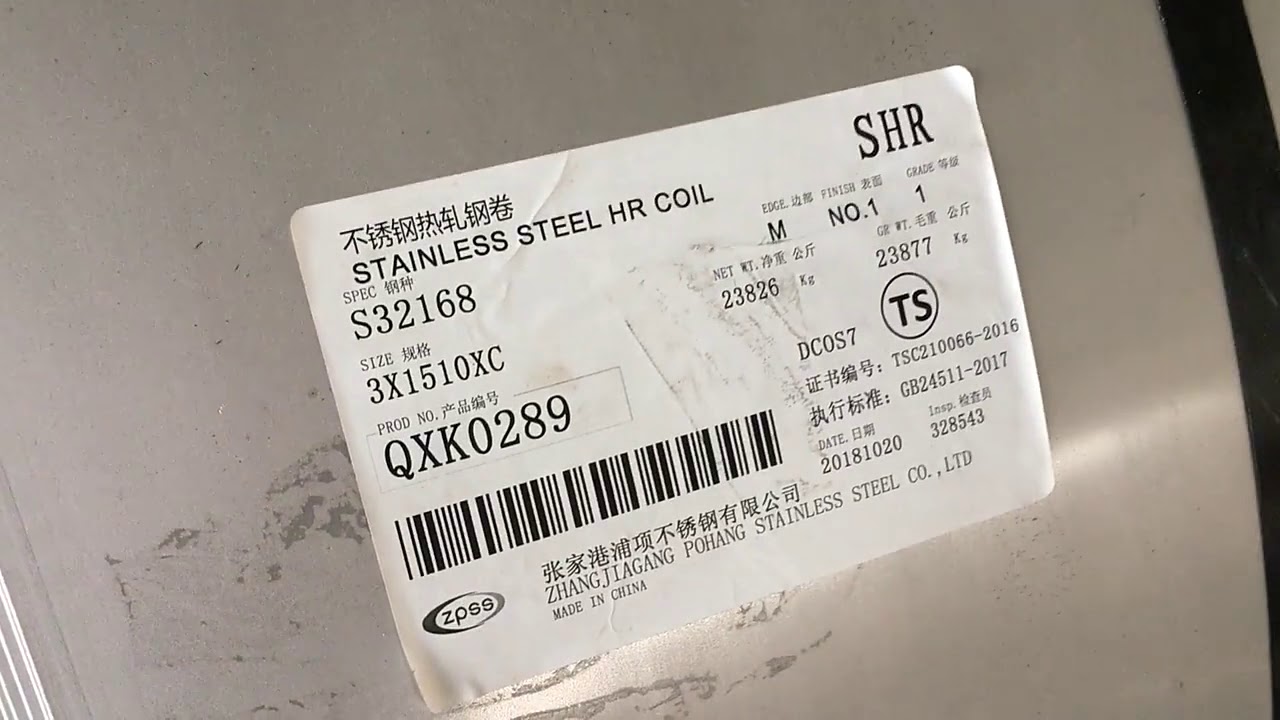 SHR
不锈钢热轧钢卷
STAINLESS STEEL HR COIL
EDGE.边部 FINISH 表面 GRADE 等级
M NO.1 1
SPEC 钢种
S32168
NET WT.净重 公斤 GR WT.毛重 公斤
23826 Kg 23877 Kg
SIZE 规格
3X1510XC
DCOS7 TS
PROD NO.产品编号
QXK0289
证书编号: TSC210066-2016
执行标准: GB24511-2017
DATE.日期 Insp.检查员
20181020 328543
张家港浦项不锈钢有限公司
ZHANGJIAGANG POHANG STAINLESS STEEL CO.,LTD
MADE IN CHINA
zpss